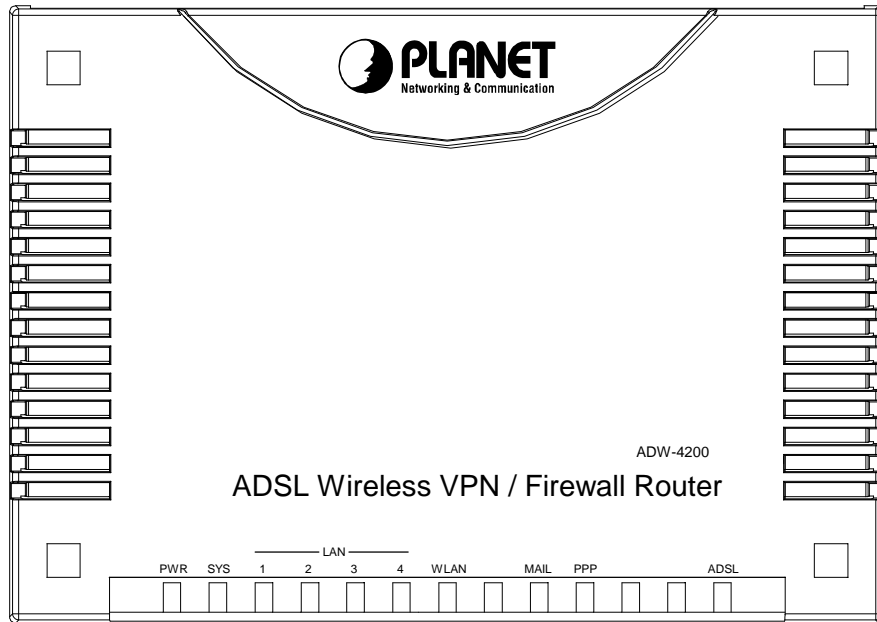 PLANET
Networking & Communication
ADW-4200
ADSL Wireless VPN / Firewall Router
LAN
PWR SYS 1 2 3 4 WLAN MAIL PPP ADSL